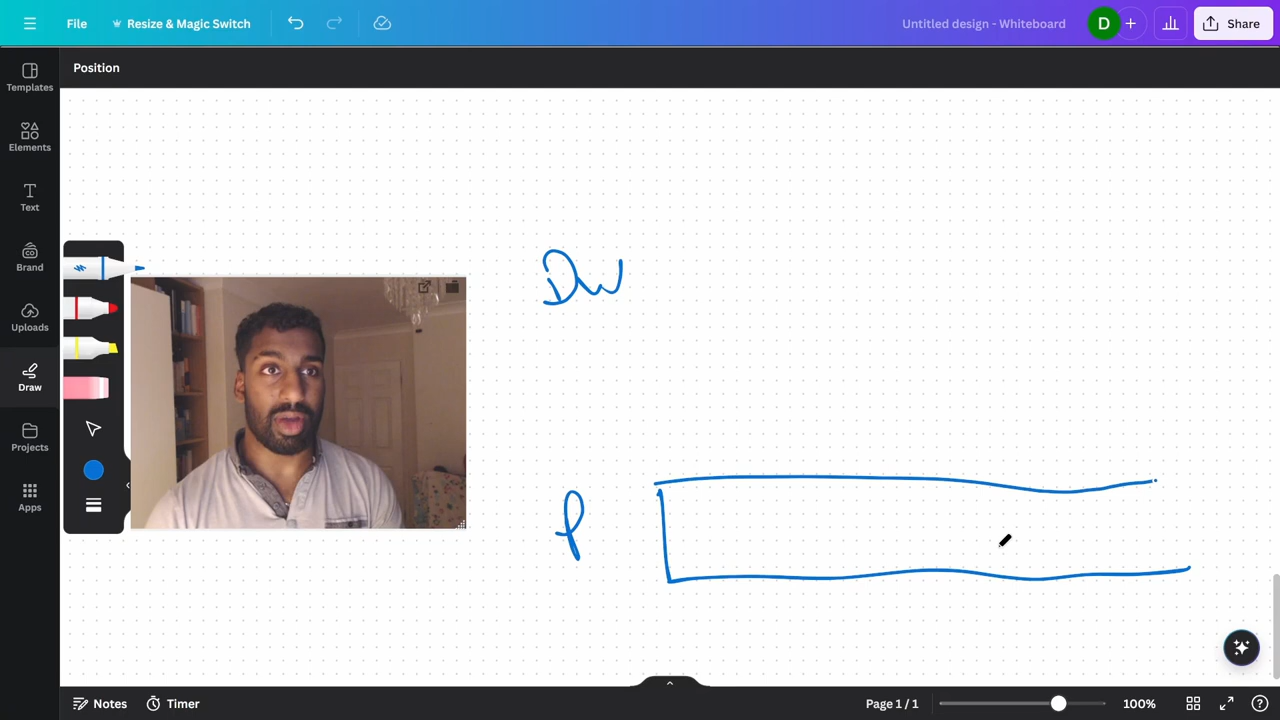 File Resize & Magic Switch Untitled design - Whiteboard D + Share
Position
Templates
Elements
Text
Brand
Uploads
Draw
Projects
Apps
Dw
P
Notes Timer Page 1 / 1 100%